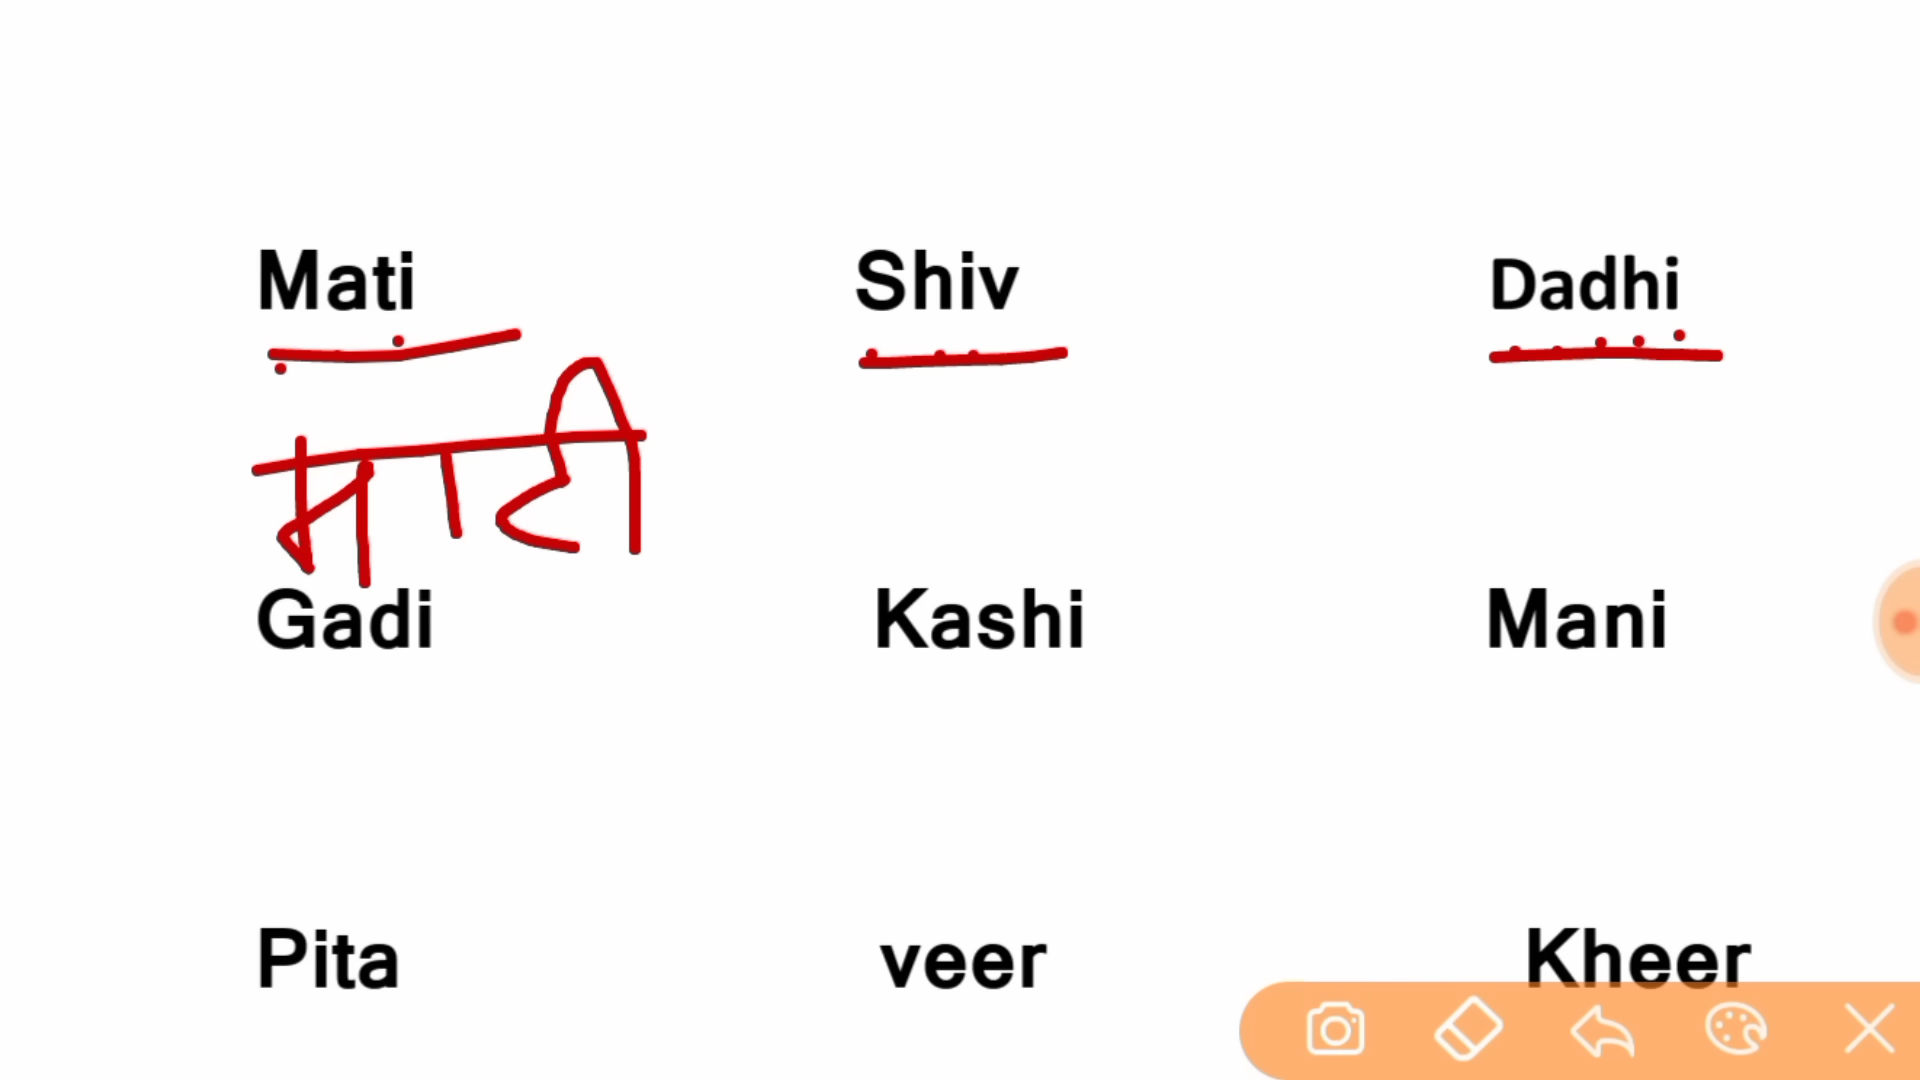 Mati Shiv Dadhi
माटी
Gadi Kashi Mani
Pita veer Kheer